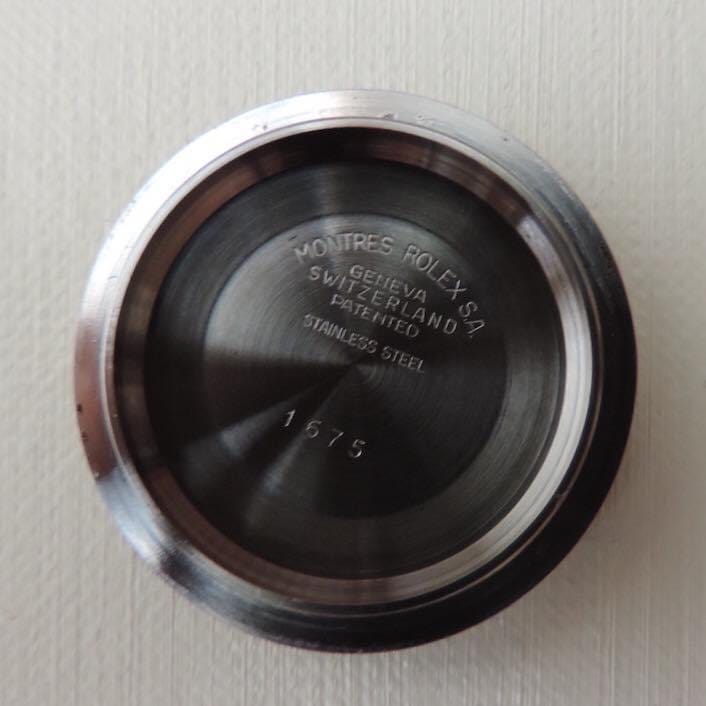 MONTRES ROLEX S.A.
GENEVA
SWITZERLAND
PATENTED
STAINLESS STEEL
1675